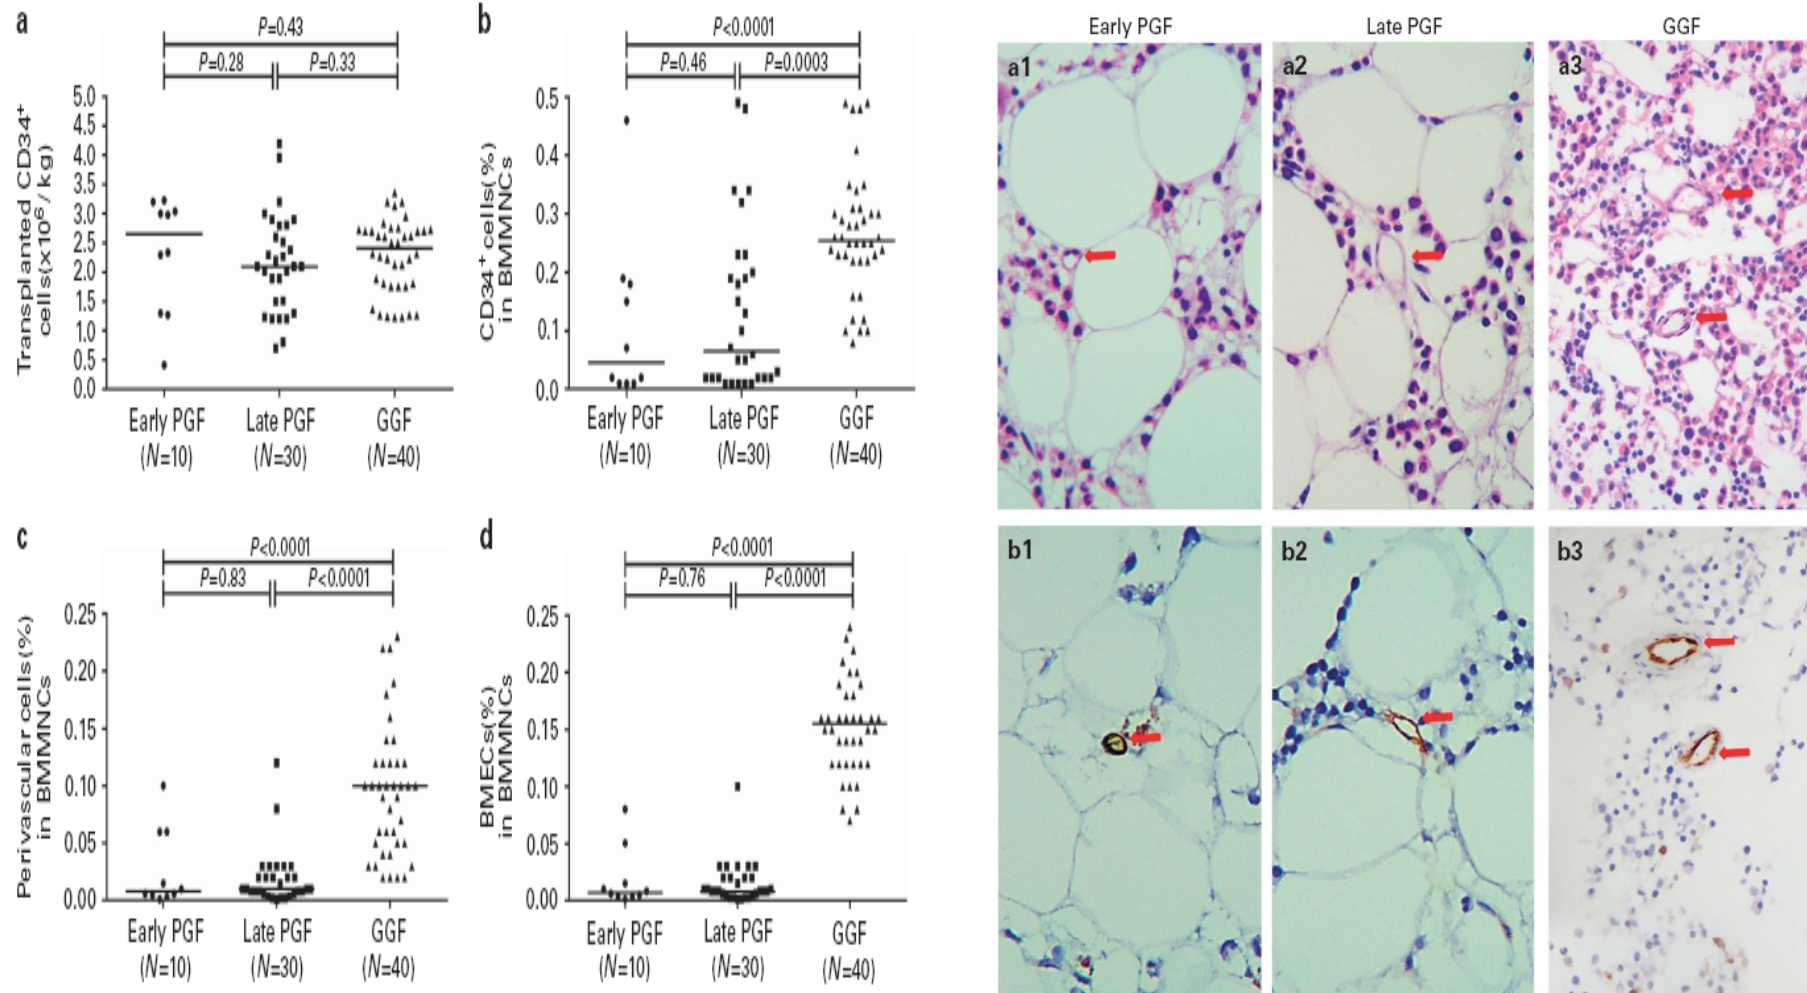 a
P=0.43
P=0.28
P=0.33
Transplanted CD34⁺
cells(x10⁶/ kg)
5.0
4.5
4.0
3.5
3.0
2.5
2.0
1.5
1.0
0.5
0.0
Early PGF
(N=10)
Late PGF
(N=30)
GGF
(N=40)
b
P<0.0001
P=0.46
P=0.0003
CD34⁺cells(%)
in BMMNCs
0.5
0.4
0.3
0.2
0.1
0.0
Early PGF
(N=10)
Late PGF
(N=30)
GGF
(N=40)
c
P<0.0001
P=0.83
P<0.0001
Perivascular cells(%)
in BMMNCs
0.25
0.20
0.15
0.10
0.05
0.00
Early PGF
(N=10)
Late PGF
(N=30)
GGF
(N=40)
d
P<0.0001
P=0.76
P<0.0001
BMECs(%)
in BMMNCs
0.25
0.20
0.15
0.10
0.05
0.00
Early PGF
(N=10)
Late PGF
(N=30)
GGF
(N=40)
Early PGF
Late PGF
GGF
a1
a2
a3
b1
b2
b3